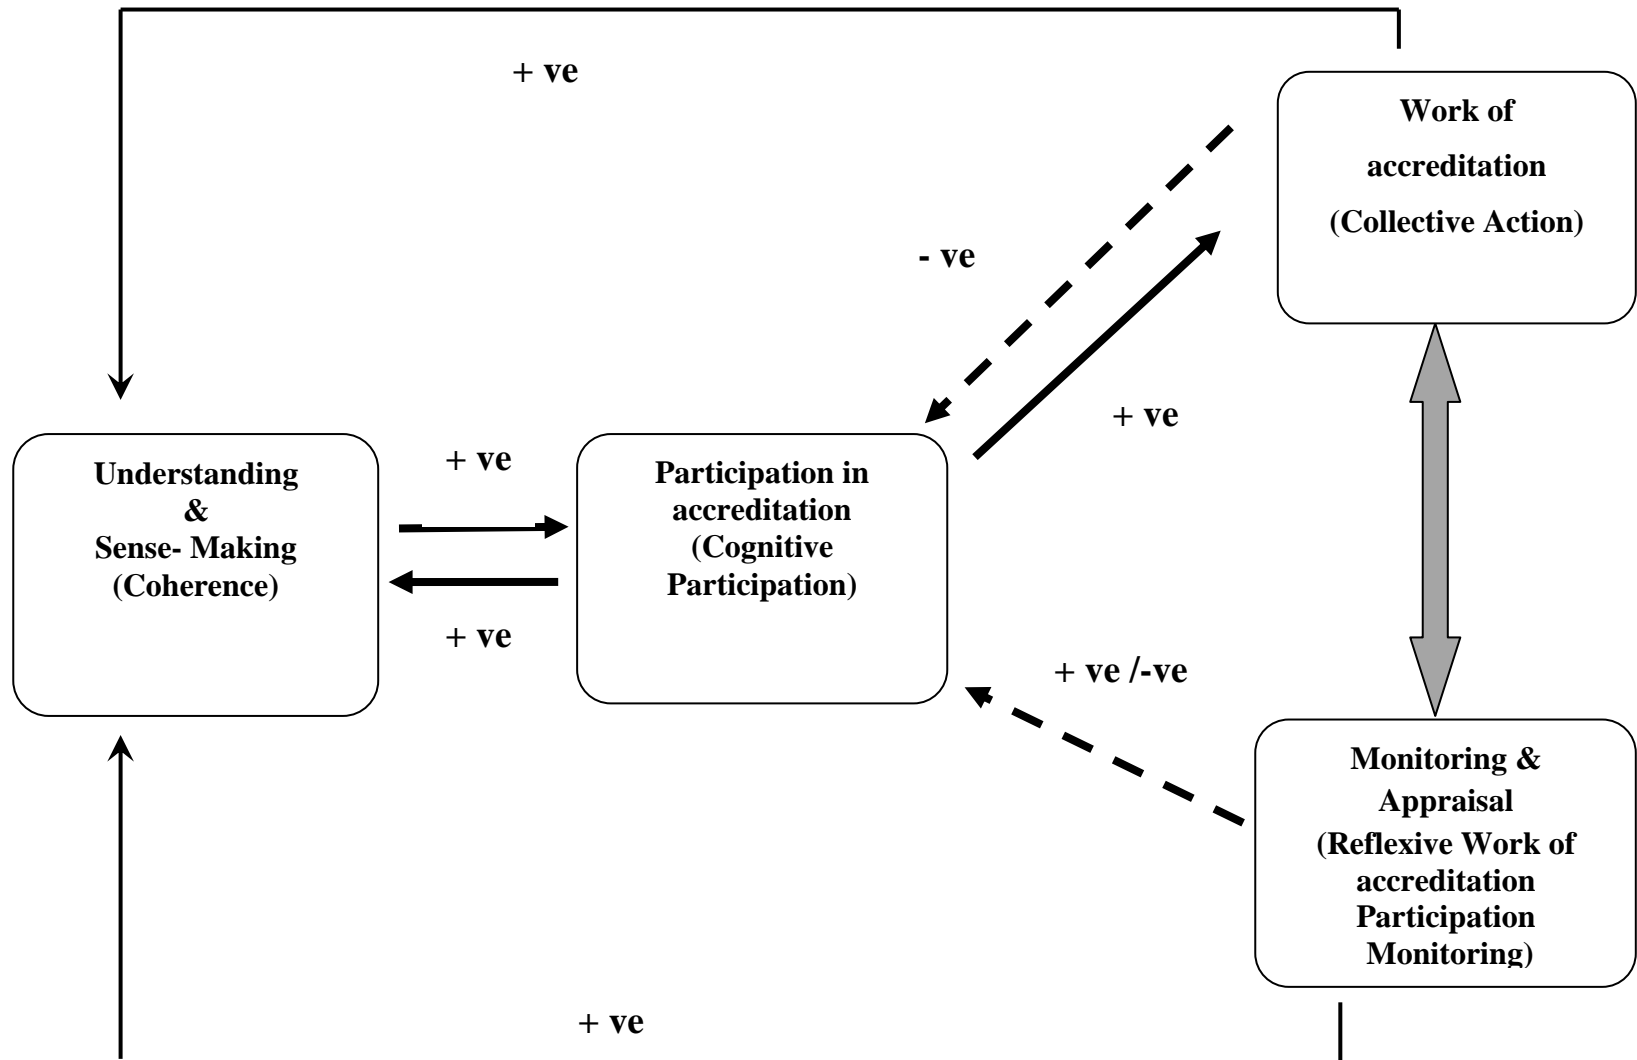 + ve
Work of
accreditation
(Collective Action)
- ve
+ ve
Understanding
&
Sense- Making
(Coherence)
+ ve
+ ve
Participation in
accreditation
(Cognitive
Participation)
+ ve /-ve
Monitoring &
Appraisal
(Reflexive Work of
accreditation
Participation
Monitoring)
+ ve